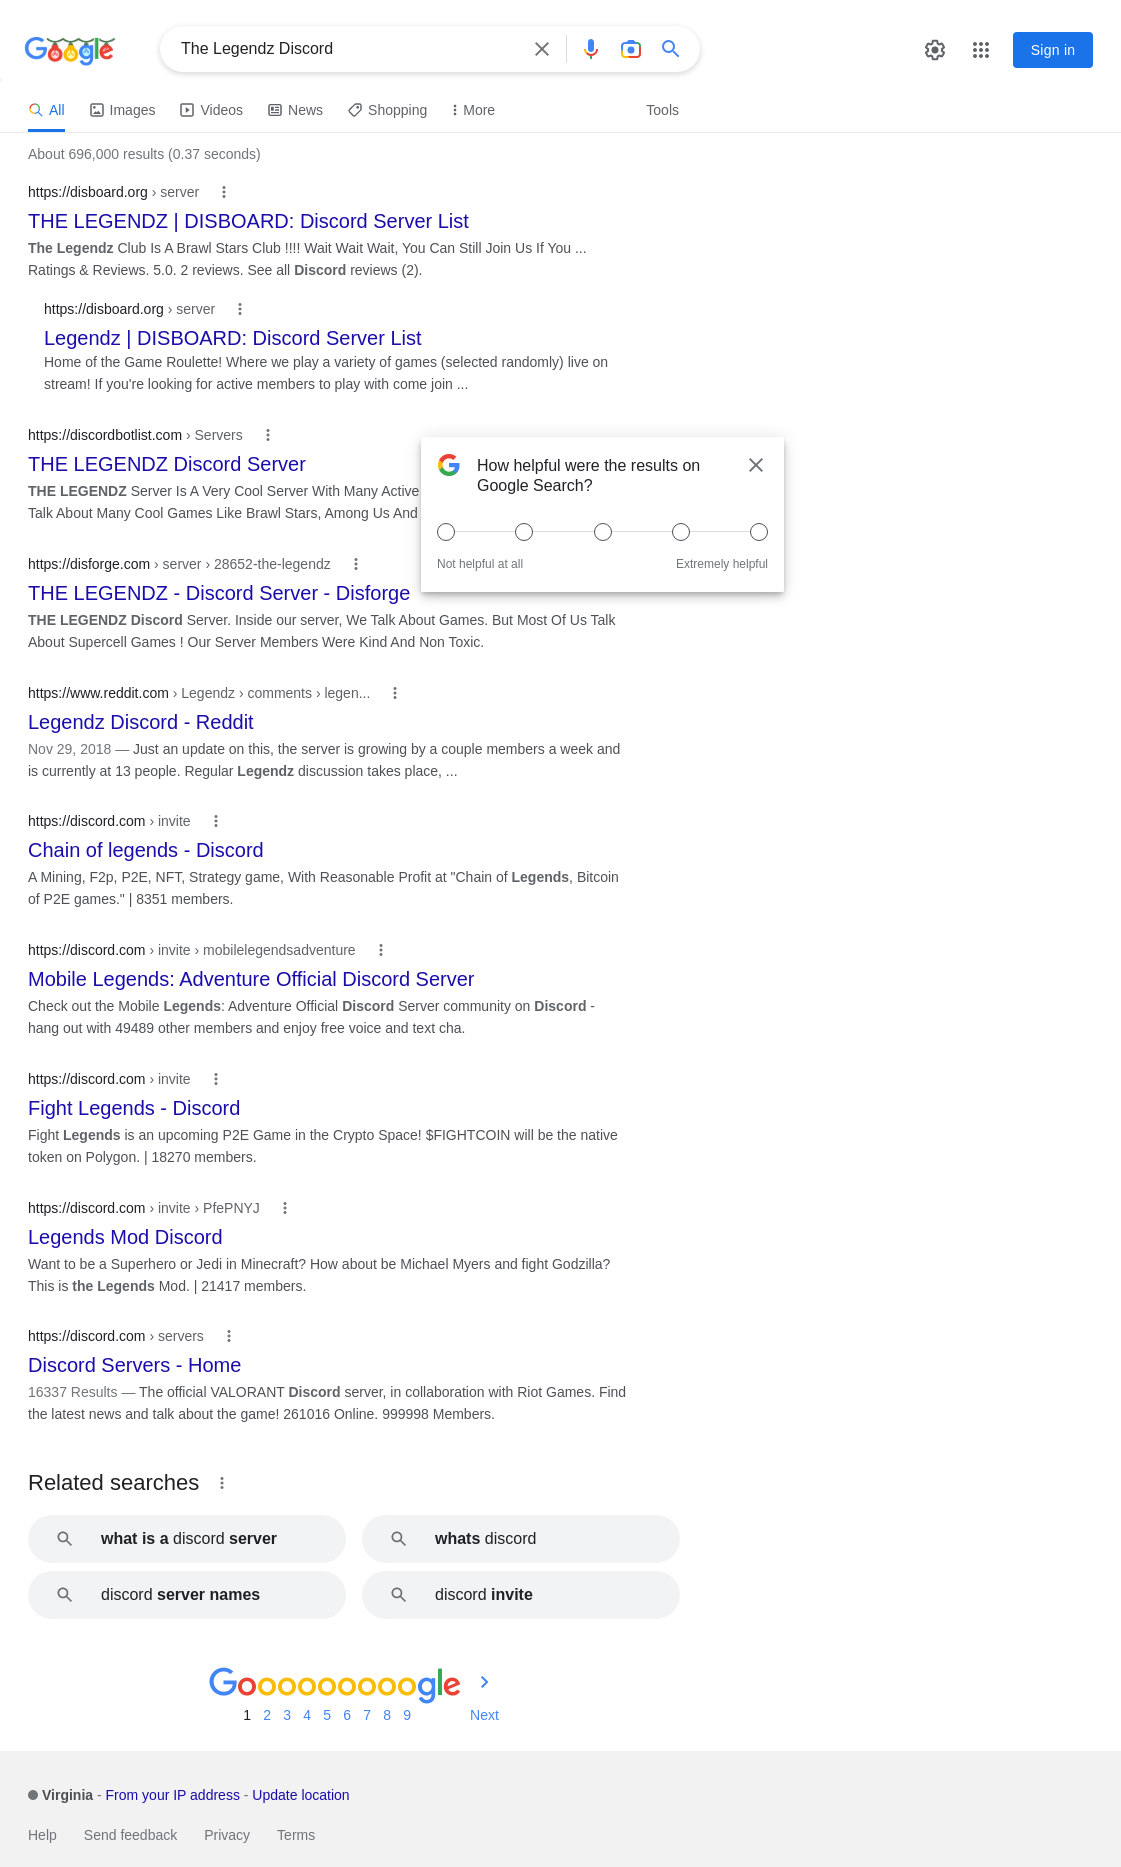 Google
The Legendz Discord
Sign in
All
Images
Videos
News
Shopping
More
Tools
About 696,000 results (0.37 seconds)
https://disboard.org › server
THE LEGENDZ | DISBOARD: Discord Server List
The Legendz Club Is A Brawl Stars Club !!!! Wait Wait Wait, You Can Still Join Us If You ...
Ratings & Reviews. 5.0. 2 reviews. See all Discord reviews (2).
https://disboard.org › server
Legendz | DISBOARD: Discord Server List
Home of the Game Roulette! Where we play a variety of games (selected randomly) live on
stream! If you're looking for active members to play with come join ...
https://discordbotlist.com › Servers
THE LEGENDZ Discord Server
THE LEGENDZ Server Is A Very Cool Server With Many Active
Talk About Many Cool Games Like Brawl Stars, Among Us And
How helpful were the results on
Google Search?
Not helpful at all
Extremely helpful
https://disforge.com › server › 28652-the-legendz
THE LEGENDZ - Discord Server - Disforge
THE LEGENDZ Discord Server. Inside our server, We Talk About Games. But Most Of Us Talk
About Supercell Games ! Our Server Members Were Kind And Non Toxic.
https://www.reddit.com › Legendz › comments › legen...
Legendz Discord - Reddit
Nov 29, 2018 — Just an update on this, the server is growing by a couple members a week and
is currently at 13 people. Regular Legendz discussion takes place, ...
https://discord.com › invite
Chain of legends - Discord
A Mining, F2p, P2E, NFT, Strategy game, With Reasonable Profit at "Chain of Legends, Bitcoin
of P2E games." | 8351 members.
https://discord.com › invite › mobilelegendsadventure
Mobile Legends: Adventure Official Discord Server
Check out the Mobile Legends: Adventure Official Discord Server community on Discord -
hang out with 49489 other members and enjoy free voice and text cha.
https://discord.com › invite
Fight Legends - Discord
Fight Legends is an upcoming P2E Game in the Crypto Space! $FIGHTCOIN will be the native
token on Polygon. | 18270 members.
https://discord.com › invite › PfePNYJ
Legends Mod Discord
Want to be a Superhero or Jedi in Minecraft? How about be Michael Myers and fight Godzilla?
This is the Legends Mod. | 21417 members.
https://discord.com › servers
Discord Servers - Home
16337 Results — The official VALORANT Discord server, in collaboration with Riot Games. Find
the latest news and talk about the game! 261016 Online. 999998 Members.
Related searches
what is a discord server
whats discord
discord server names
discord invite
Gooooooooogle
1 2 3 4 5 6 7 8 9 Next
Virginia - From your IP address - Update location
Help
Send feedback
Privacy
Terms